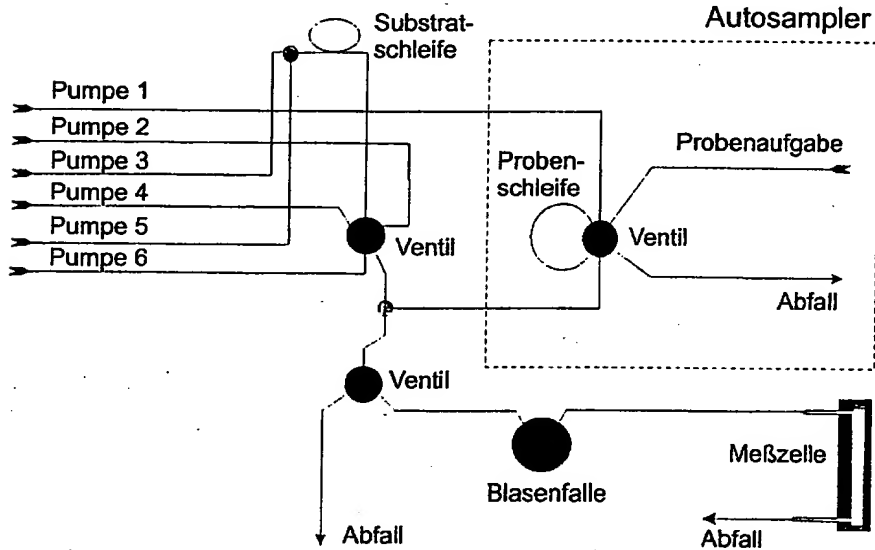 Autosampler
Substrat-
schleife
Pumpe 1
Pumpe 2
Pumpe 3
Pumpe 4
Pumpe 5
Pumpe 6
Ventil
Proben-
schleife
Probenaufgabe
Ventil
Abfall
Ventil
Blasenfalle
Meßzelle
Abfall
Abfall